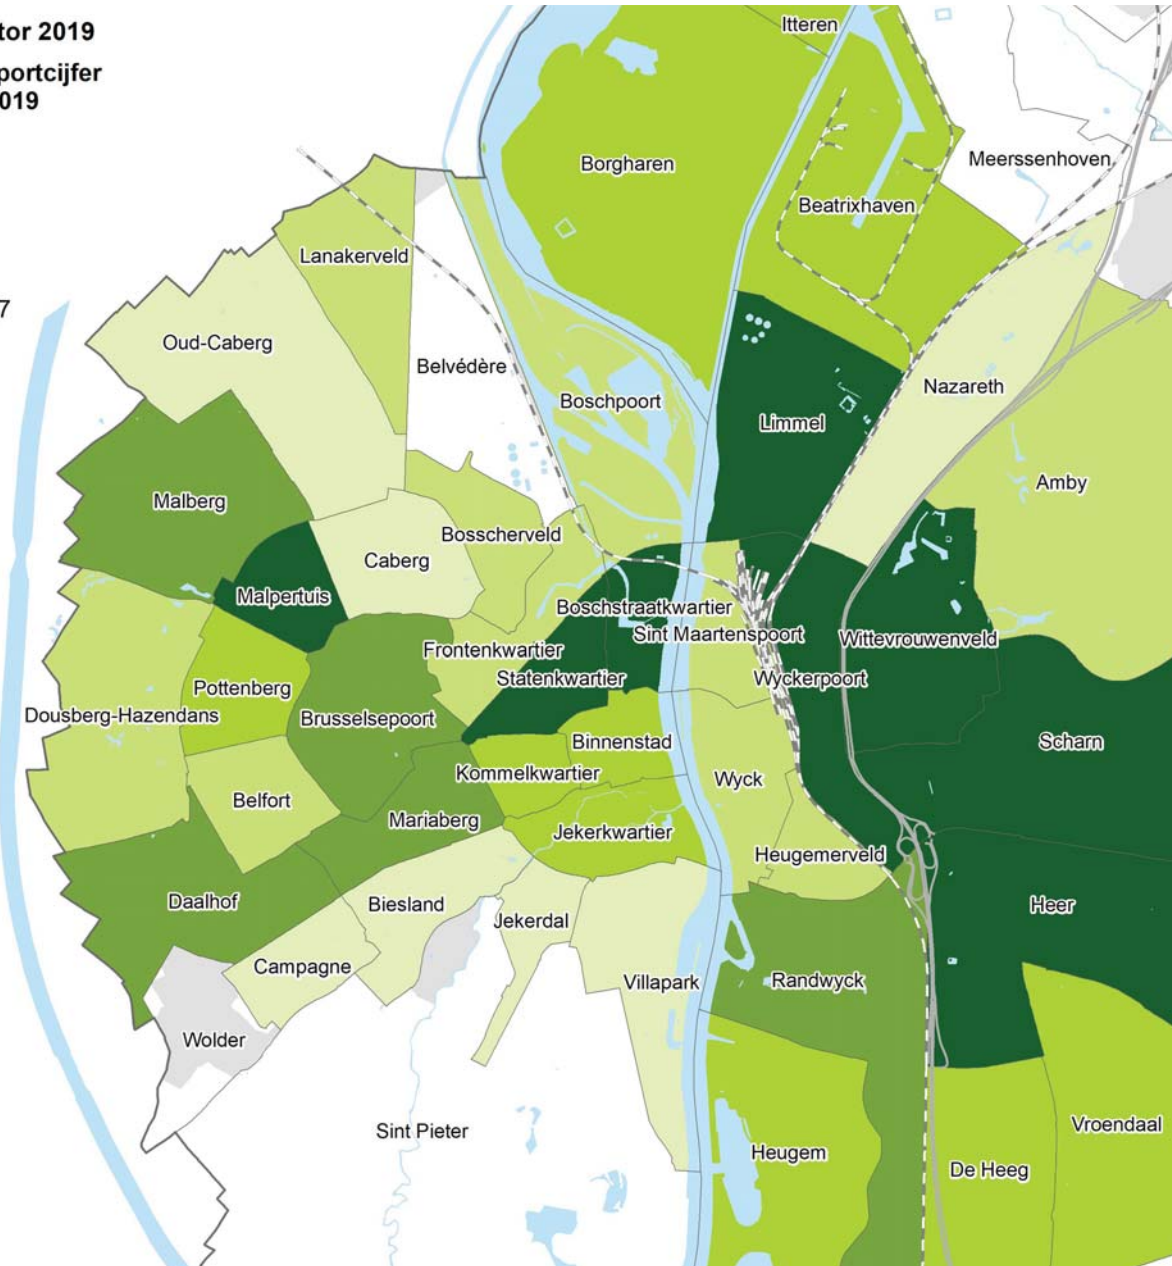 tor 2019
portcijfer
019
7
Itteren
Borgharen
Meerssenhoven
Beatrixhaven
Lanakerveld
Oud-Caberg
Belvédère
Nazareth
Boschpoort
Limmel
Amby
Malberg
Bosscherveld
Caberg
Malpertuis
Boschstraatkwartier
Sint Maartenspoort
Wittevrouwenveld
Frontenkwartier
Statenkwartier
Wyckerpoort
Pottenberg
Dousberg-Hazendans
Brusselsepoort
Binnenstad
Scharn
Kommelkwartier
Wyck
Belfort
Mariaberg
Jekerkwartier
Heugemerveld
Daalhof
Biesland
Heer
Jekerdal
Campagne
Villapark
Randwyck
Wolder
Sint Pieter
Vroendaal
Heugem
De Heeg